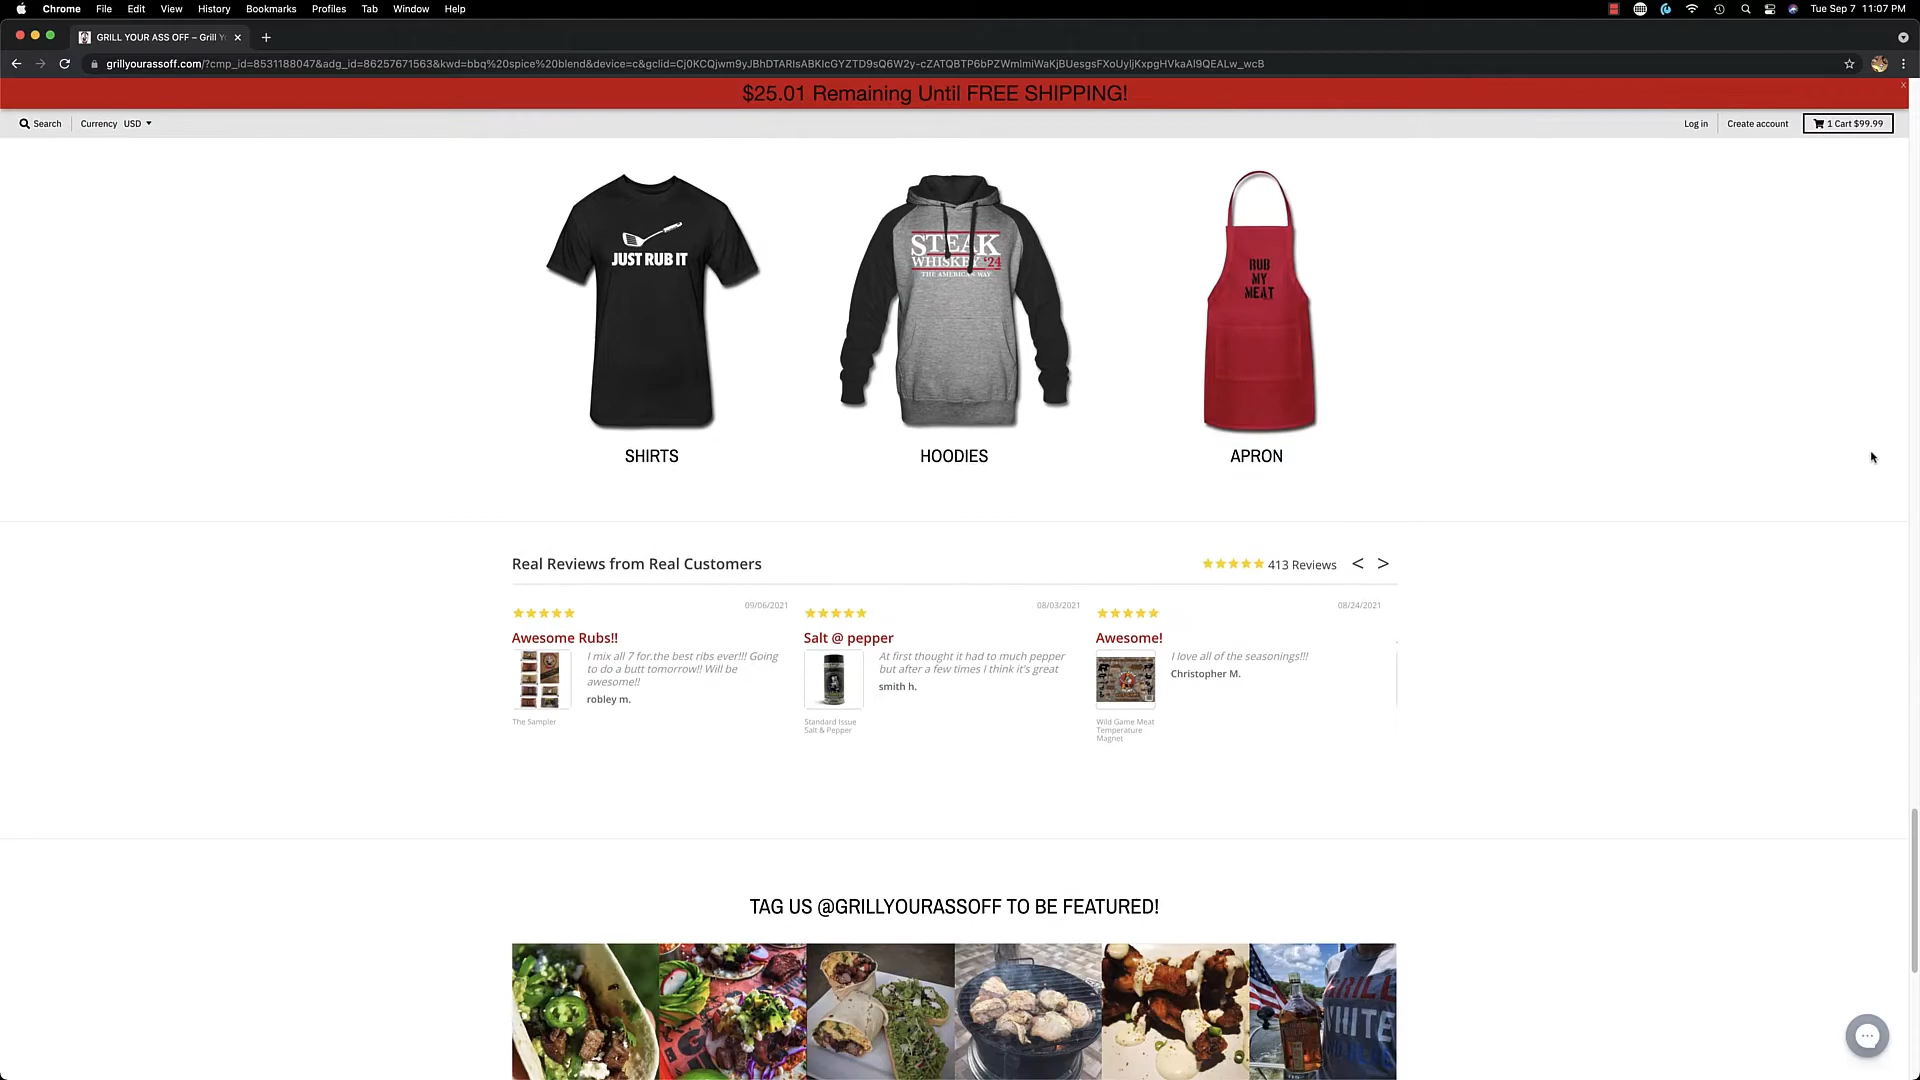 Chrome File Edit View History Bookmarks Profiles Tab Window Help Tue Sep 7 11:07 PM
GRILL YOUR ASS OFF – Grill Y
grillyourassoff.com/?cmp_id=8531188047&adg_id=86257671563&kwd=bbq%20spice%20blend&device=c&gclid=Cj0KCQjwm9yJBhDTARIsABKIcGYZTD9sQ6W2y-cZATQBTP6bPZWmlmiWaKjBUesgsFXoUyljKxpgHVkaAI9QEALw_wcB
$25.01 Remaining Until FREE SHIPPING!
x
Search Currency USD Log in Create account 1 Cart $99.99
JUST RUB IT
STEAK
WHISKEY '24
THE AMERICAN WAY
RUB
MY
MEAT
SHIRTS HOODIES APRON
Real Reviews from Real Customers 413 Reviews < >
09/06/2021 08/03/2021 08/24/2021
Awesome Rubs!! Salt @ pepper Awesome!
I mix all 7 for.the best ribs ever!!! Going
to do a butt tomorrow!! Will be
awesome!!
robley m.
The Sampler
At first thought it had to much pepper
but after a few times I think it's great
smith h.
Standard Issue
Salt & Pepper
I love all of the seasonings!!!
Christopher M.
Wild Game Meat
Temperature
Magnet
TAG US @GRILLYOURASSOFF TO BE FEATURED!